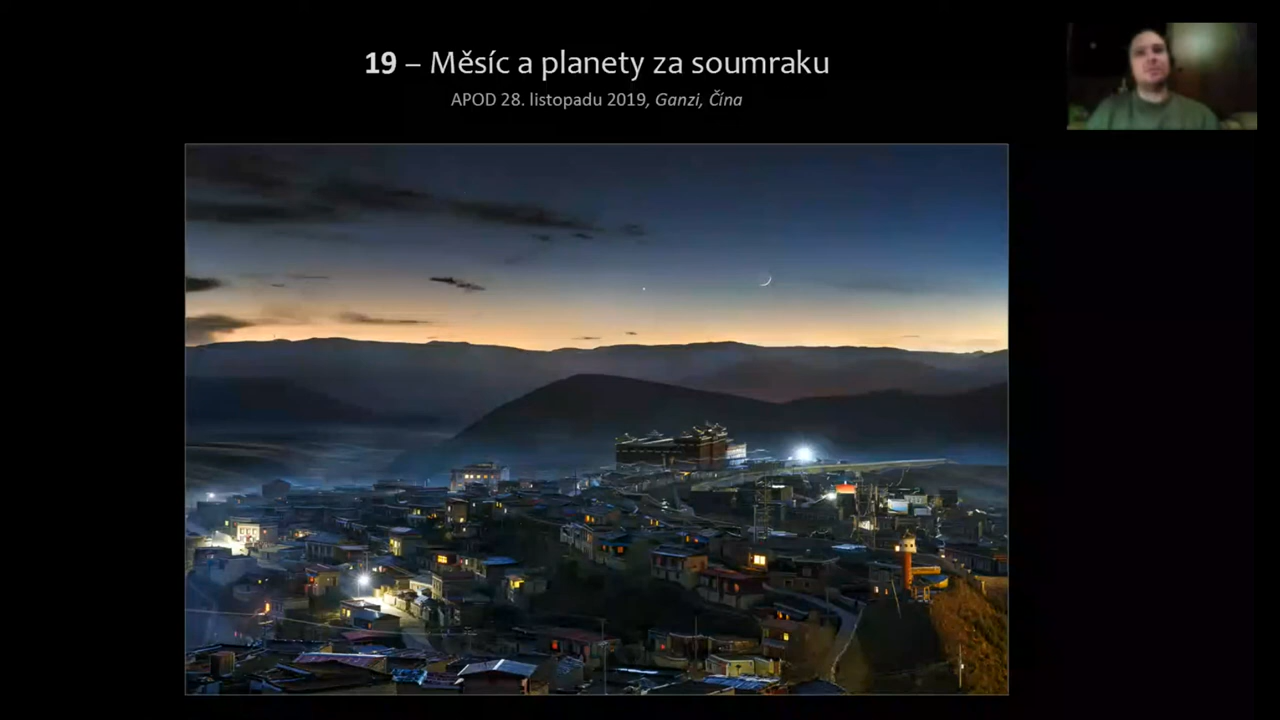 19 – Měsíc a planety za soumraku
APOD 28. listopadu 2019, Ganzi, Čína